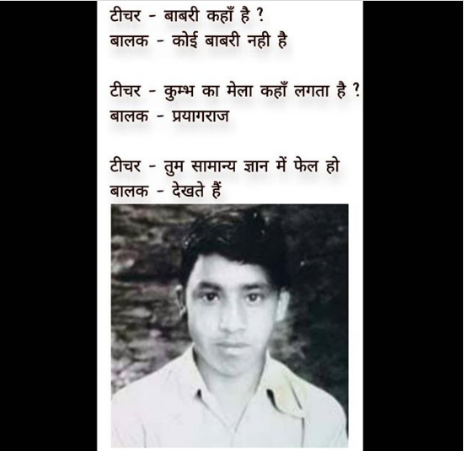 टीचर - बाबरी कहाँ है ?
बालक - कोई बाबरी नही है
टीचर - कुम्भ का मेला कहाँ लगता है ?
बालक - प्रयागराज
टीचर - तुम सामान्य ज्ञान में फेल हो
बालक - देखते हैं